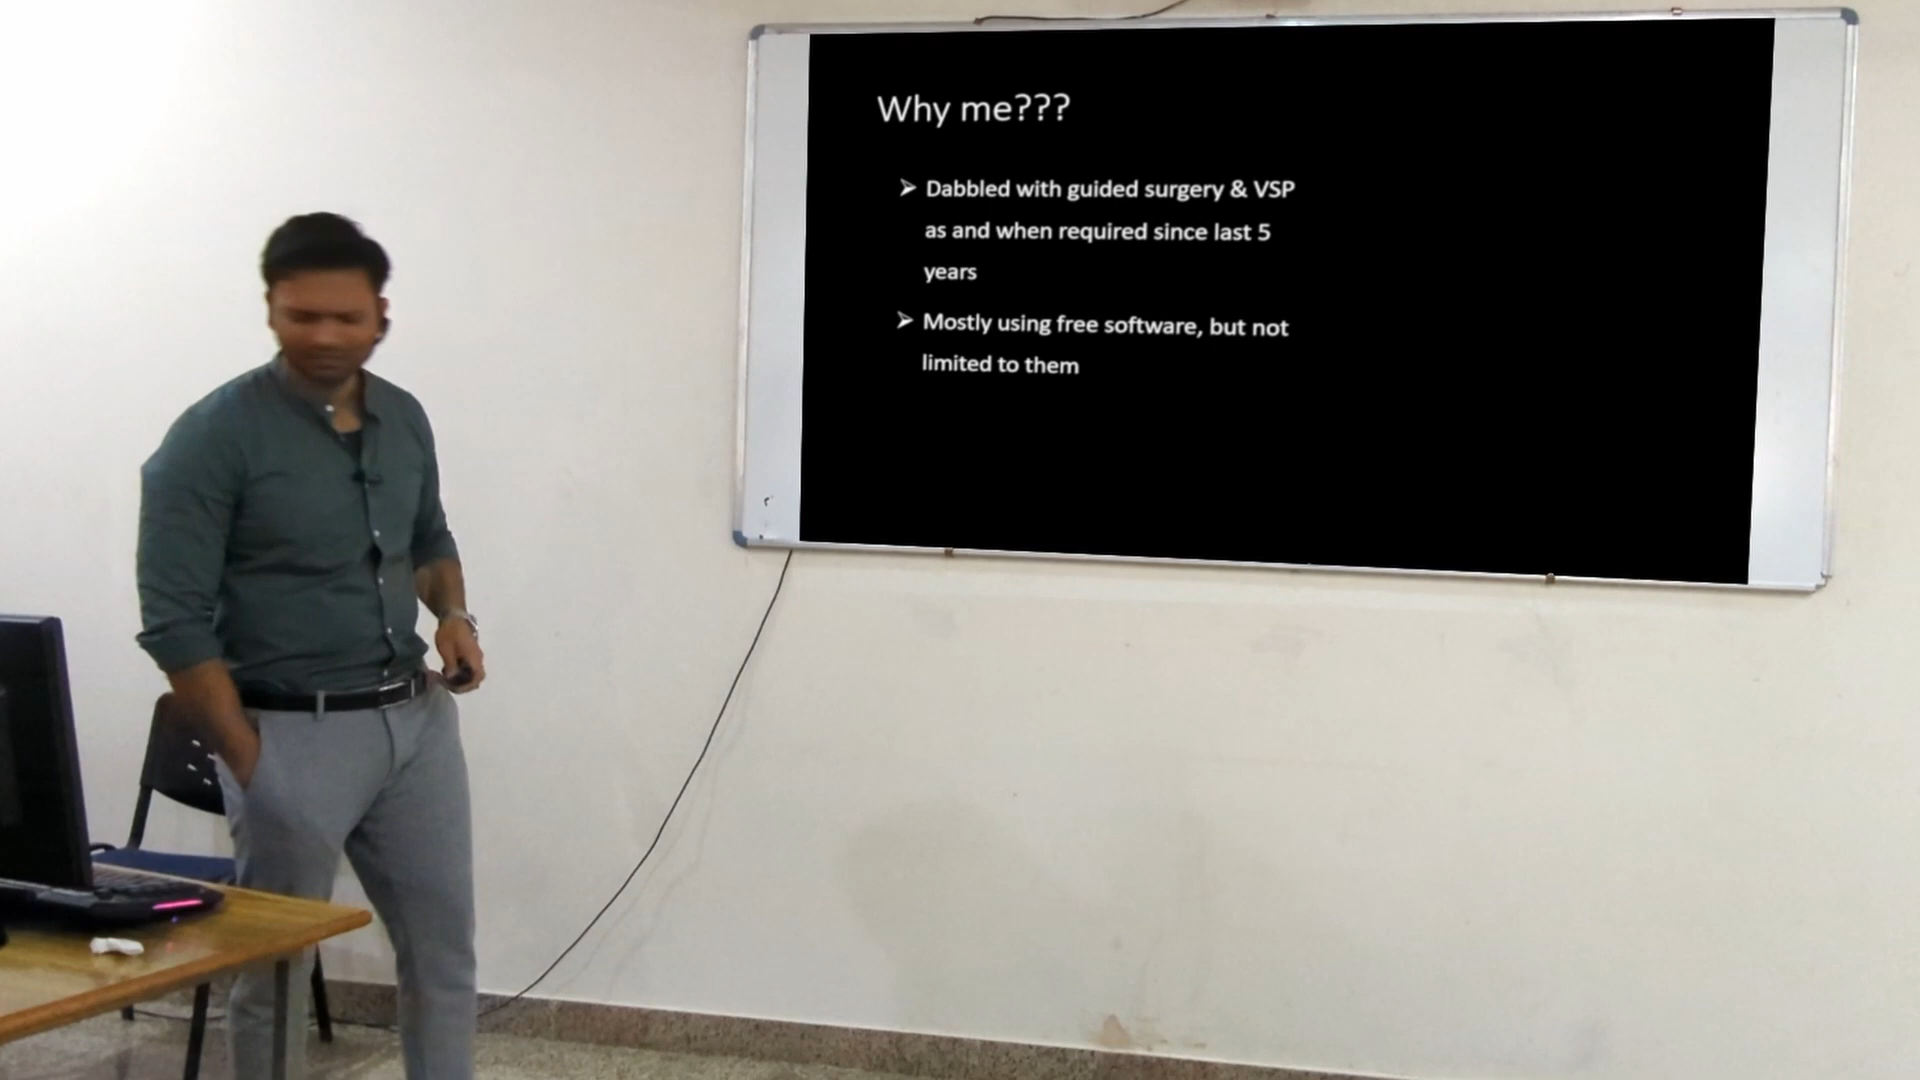 Why me???
➢ Dabbled with guided surgery & VSP
as and when required since last 5
years
➢ Mostly using free software, but not
limited to them